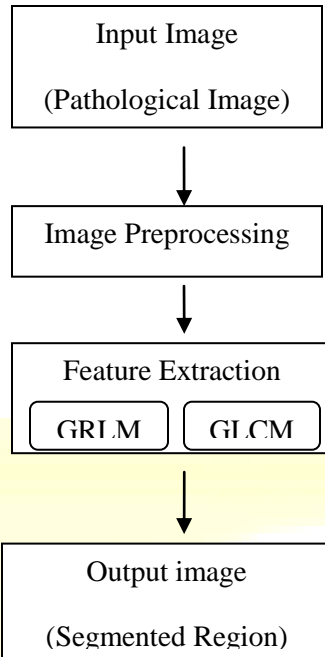 Input Image
(Pathological Image)
Image Preprocessing
Feature Extraction
GRLM GLCM
Output image
(Segmented Region)